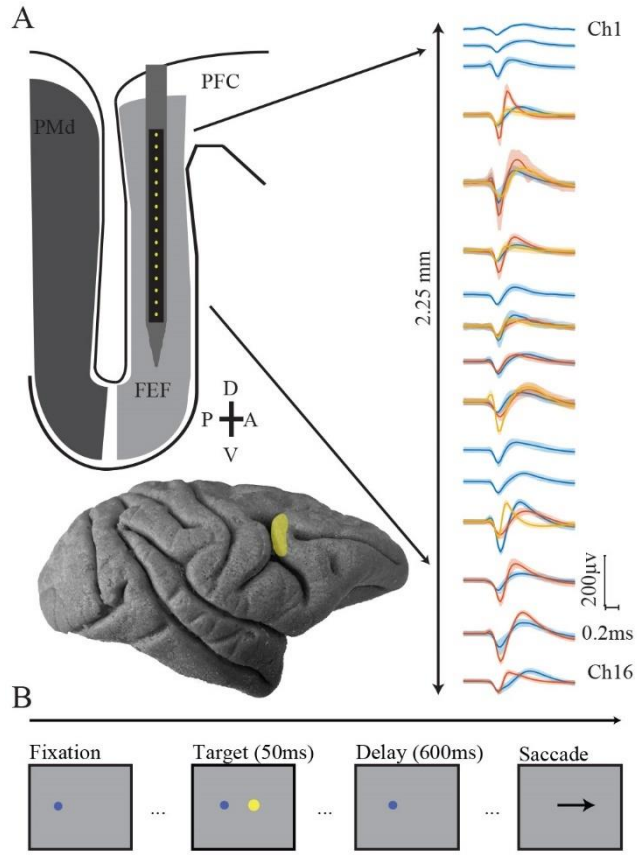 A
PFC
PMd
FEF
D
P
A
V
2.25 mm
Ch1
200μv
0.2ms
Ch16
B
Fixation
Target (50ms)
Delay (600ms)
Saccade
...
...
...